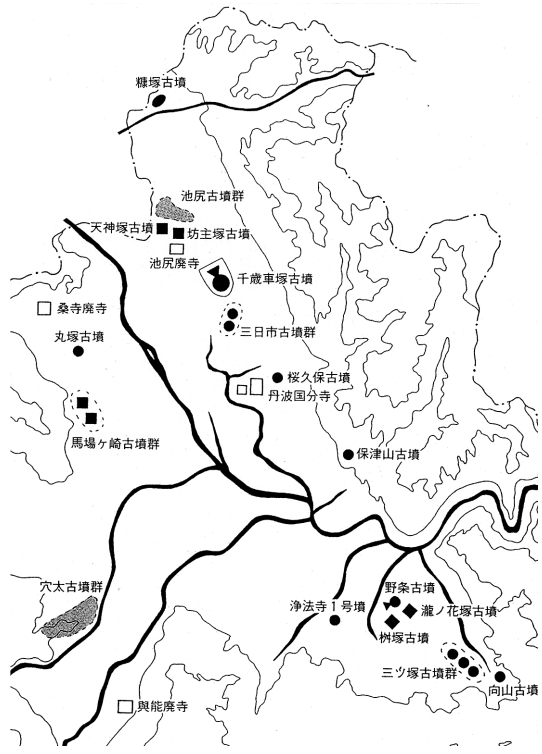 糠塚古墳
池尻古墳群
天神塚古墳
坊主塚古墳
池尻廃寺
千歳車塚古墳
桑寺廃寺
三日市古墳群
丸塚古墳
桜久保古墳
丹波国分寺
馬場ヶ崎古墳群
保津山古墳
穴太古墳群
野条古墳
浄法寺1号墳
瀧ノ花塚古墳
桝塚古墳
三ツ塚古墳群
向山古墳
與能廃寺